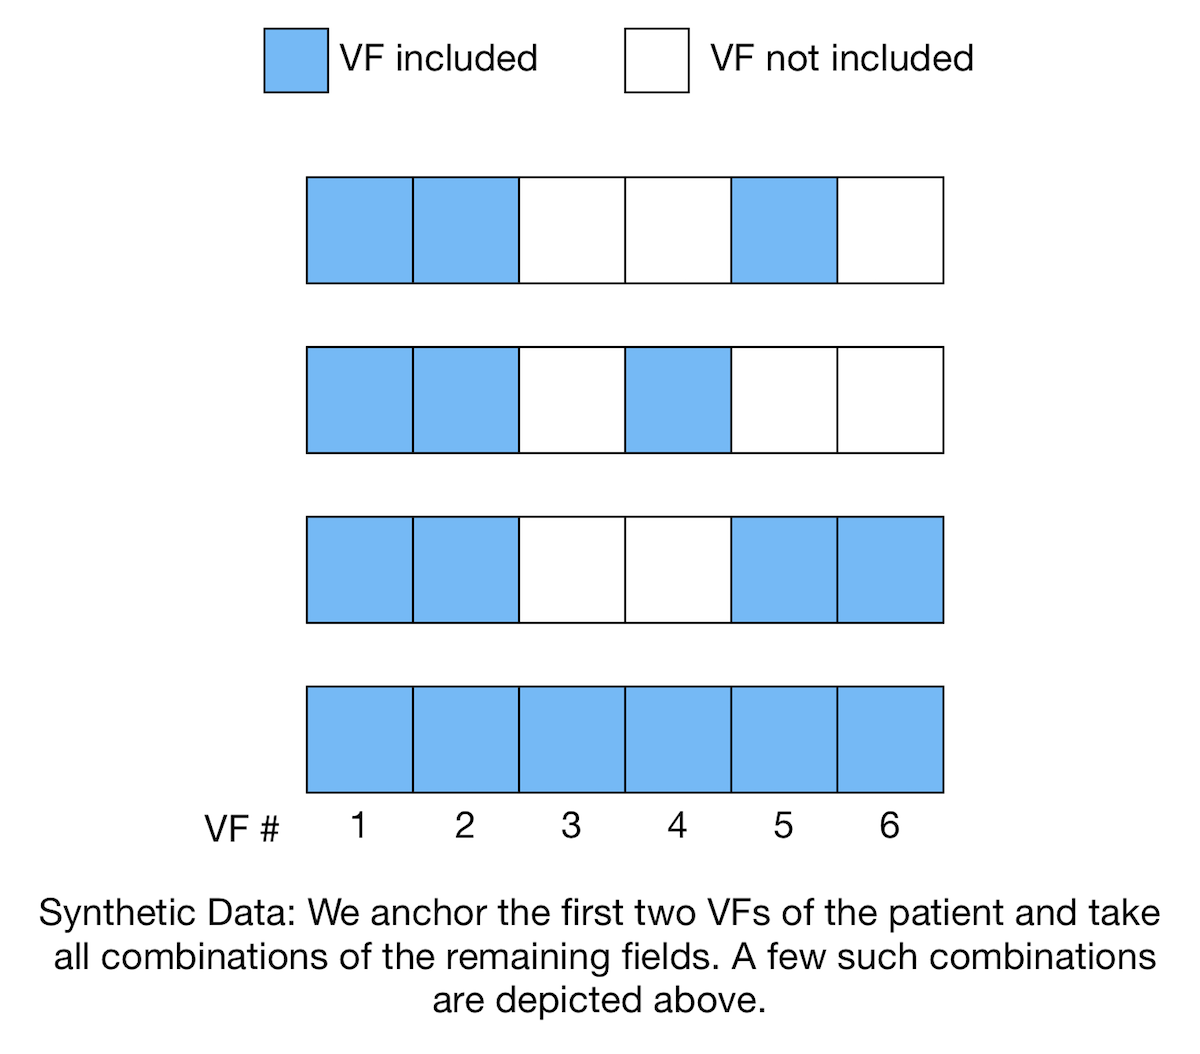 VF included VF not included
VF # 1 2 3 4 5 6
Synthetic Data: We anchor the first two VFs of the patient and take
all combinations of the remaining fields. A few such combinations
are depicted above.